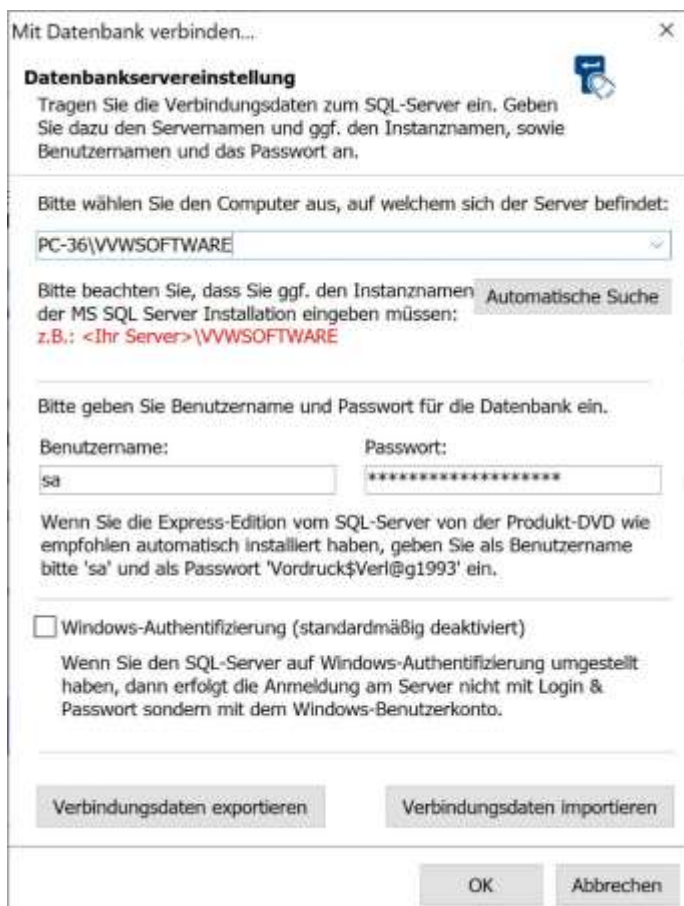 Mit Datenbank verbinden...
Datenbankservereinstellung
Tragen Sie die Verbindungsdaten zum SQL-Server ein. Geben
Sie dazu den Servernamen und ggf. den Instanznamen, sowie
Benutzernamen und das Passwort an.
Bitte wählen Sie den Computer aus, auf welchem sich der Server befindet:
PC-36\VVWSOFTWARE
Bitte beachten Sie, dass Sie ggf. den Instanznamen
der MS SQL Server Installation eingeben müssen:
z.B.: <Ihr Server>\VVWSOFTWARE
Automatische Suche
Bitte geben Sie Benutzername und Passwort für die Datenbank ein.
Benutzername: Passwort:
sa *******************
Wenn Sie die Express-Edition vom SQL-Server von der Produkt-DVD wie
empfohlen automatisch installiert haben, geben Sie als Benutzername
bitte 'sa' und als Passwort 'Vordruck$Verl@g1993' ein.
Windows-Authentifizierung (standardmäßig deaktiviert)
Wenn Sie den SQL-Server auf Windows-Authentifizierung umgestellt
haben, dann erfolgt die Anmeldung am Server nicht mit Login &
Passwort sondern mit dem Windows-Benutzerkonto.
Verbindungsdaten exportieren Verbindungsdaten importieren
OK Abbrechen